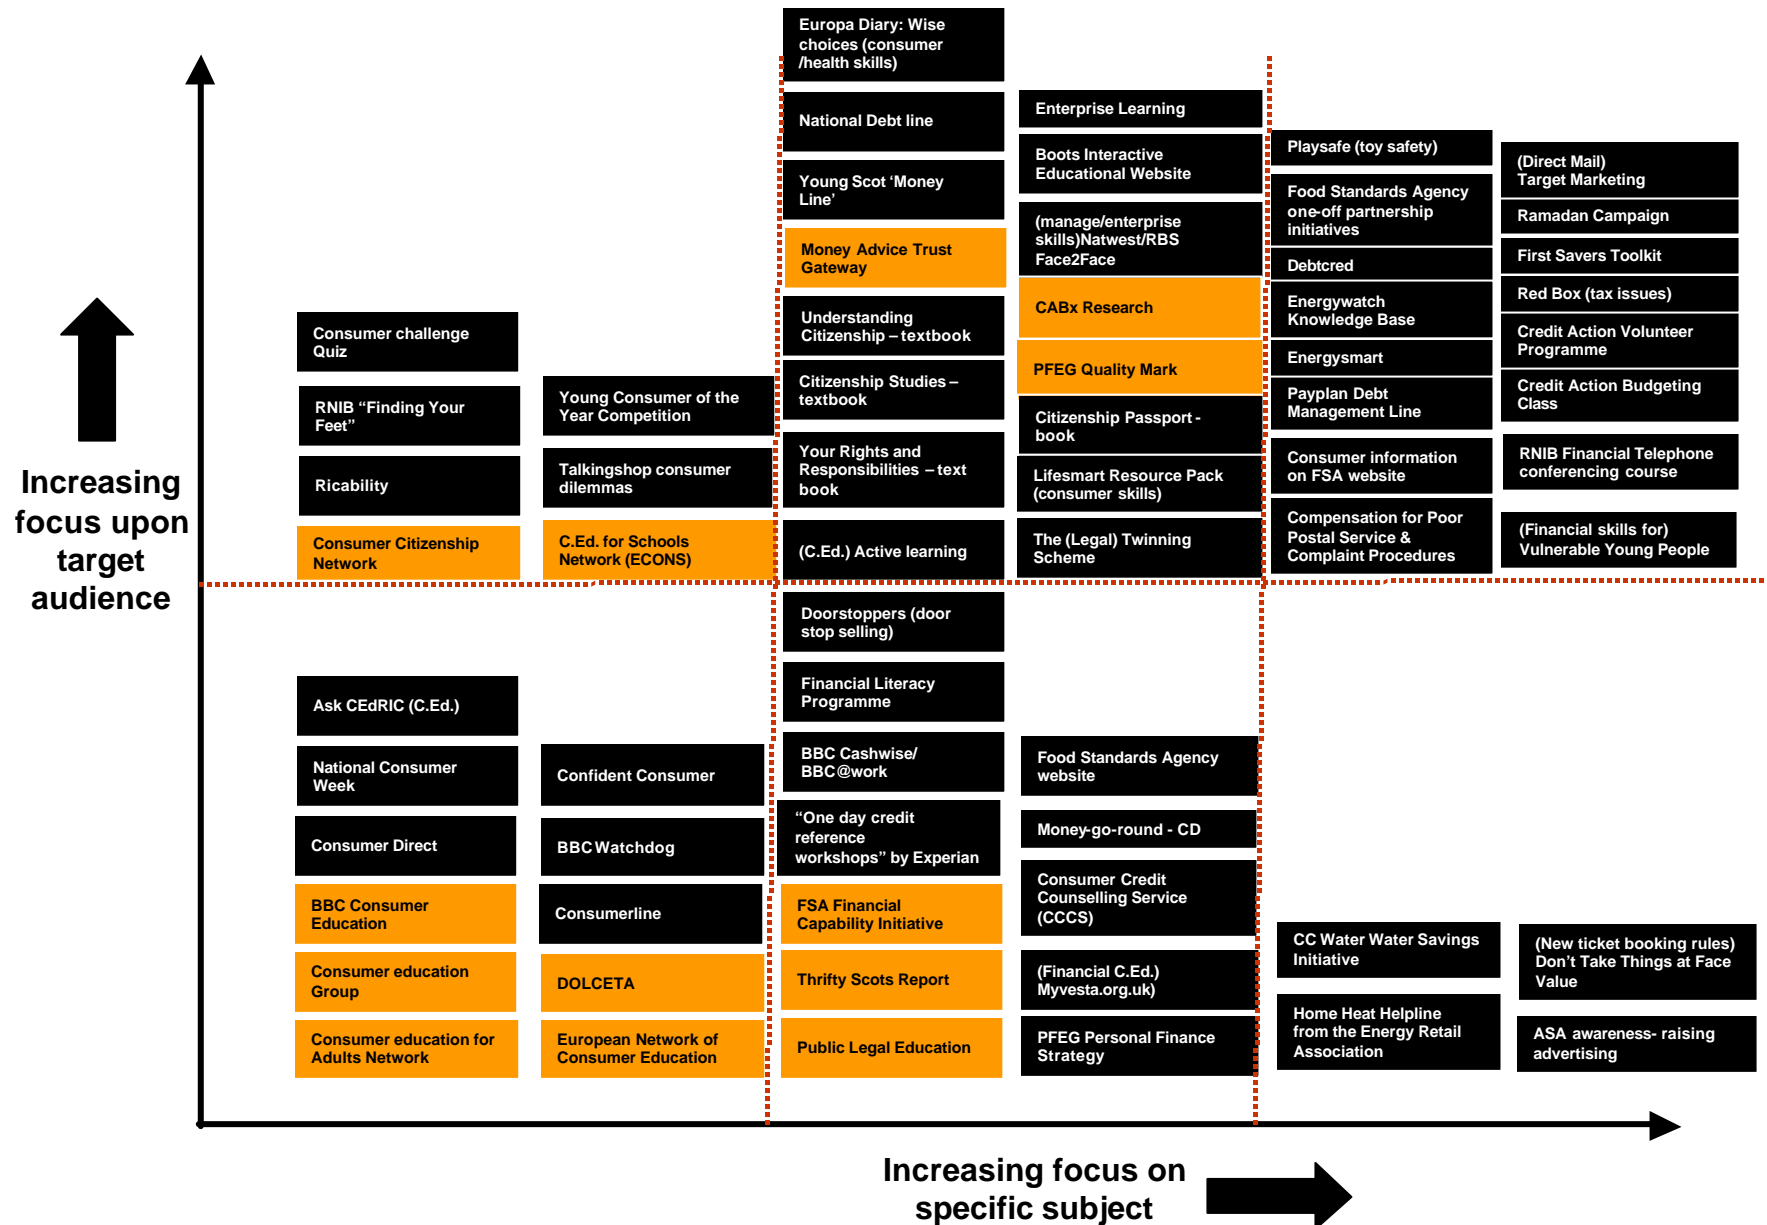 Europa Diary: Wise
choices (consumer
/health skills)
National Debt line
Young Scot ‘Money
Line’
Money Advice Trust
Gateway
Understanding
Citizenship – textbook
Citizenship Studies –
textbook
Your Rights and
Responsibilities – text
book
(C.Ed.) Active learning
Enterprise Learning
Boots Interactive
Educational Website
(manage/enterprise
skills)Natwest/RBS
Face2Face
CABx Research
PFEG Quality Mark
Citizenship Passport -
book
Lifesmart Resource Pack
(consumer skills)
The (Legal) Twinning
Scheme
Playsafe (toy safety)
Food Standards Agency
one-off partnership
initiatives
Debtcred
Energywatch
Knowledge Base
Energysmart
Payplan Debt
Management Line
Consumer information
on FSA website
Compensation for Poor
Postal Service &
Complaint Procedures
(Direct Mail)
Target Marketing
Ramadan Campaign
First Savers Toolkit
Red Box (tax issues)
Credit Action Volunteer
Programme
Credit Action Budgeting
Class
RNIB Financial Telephone
conferencing course
(Financial skills for)
Vulnerable Young People
Consumer challenge
Quiz
RNIB “Finding Your
Feet”
Ricability
Consumer Citizenship
Network
Young Consumer of the
Year Competition
Talkingshop consumer
dilemmas
C.Ed. for Schools
Network (ECONS)
Increasing
focus upon
target
audience
Ask CEdRIC (C.Ed.)
National Consumer
Week
Consumer Direct
BBC Consumer
Education
Consumer education
Group
Consumer education for
Adults Network
Confident Consumer
BBC Watchdog
Consumerline
DOLCETA
European Network of
Consumer Education
Doorstoppers (door
stop selling)
Financial Literacy
Programme
BBC Cashwise/
BBC@work
“One day credit
reference
workshops” by Experian
FSA Financial
Capability Initiative
Thrifty Scots Report
Public Legal Education
Food Standards Agency
website
Money-go-round - CD
Consumer Credit
Counselling Service
(CCCS)
(Financial C.Ed.)
Myvesta.org.uk)
PFEG Personal Finance
Strategy
CC Water Water Savings
Initiative
Home Heat Helpline
from the Energy Retail
Association
(New ticket booking rules)
Don’t Take Things at Face
Value
ASA awareness- raising
advertising
Increasing focus on
specific subject